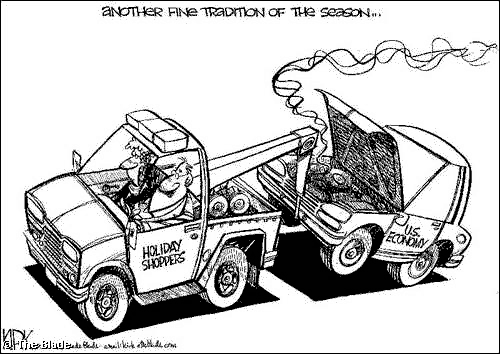 ANOTHER FINE TRADITION OF THE SEASON...
HOLIDAY
SHOPPERS
U.S.
ECONOMY
© The Blade